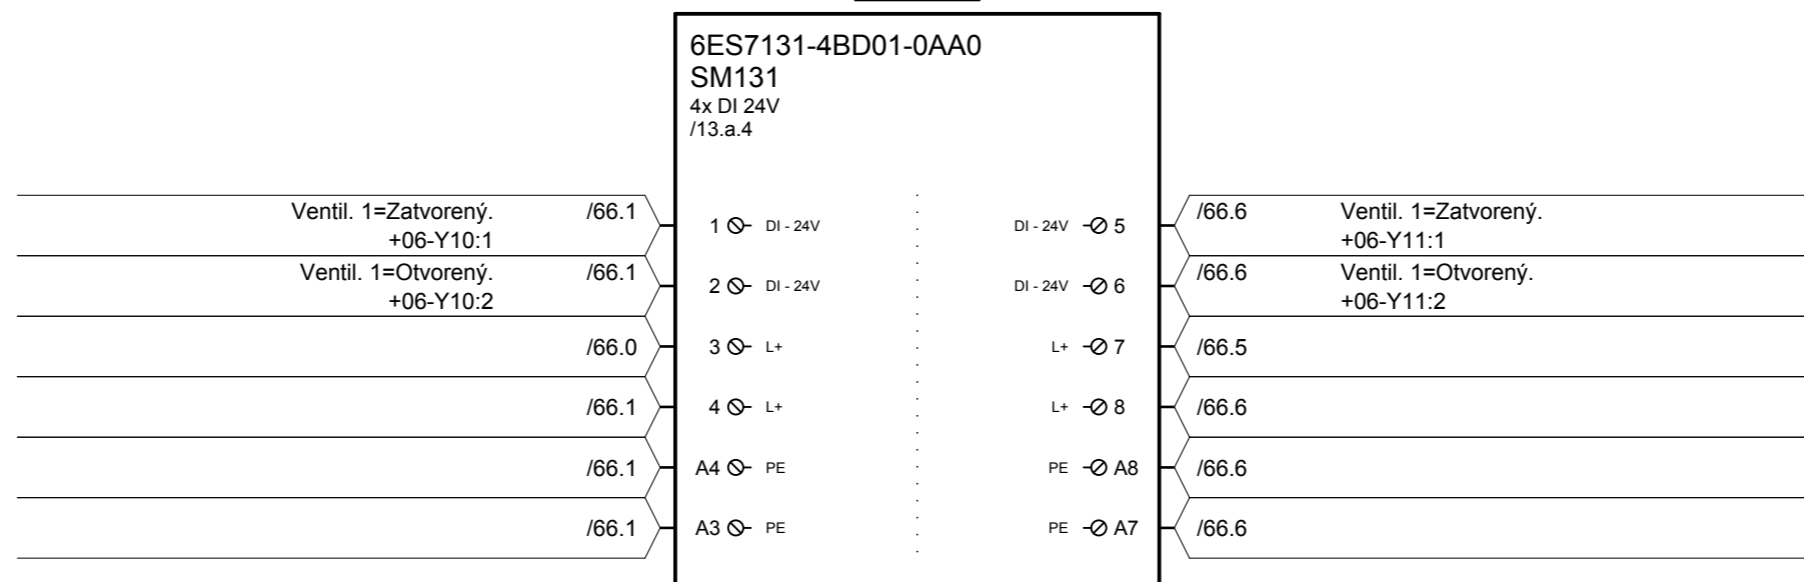 6ES7131-4BD01-0AA0
SM131
4x DI 24V
/13.a.4
Ventil. 1=Zatvorený. /66.1 1 DI - 24V DI - 24V 5 /66.6 Ventil. 1=Zatvorený.
+06-Y10:1 +06-Y11:1
Ventil. 1=Otvorený. /66.1 2 DI - 24V DI - 24V 6 /66.6 Ventil. 1=Otvorený.
+06-Y10:2 +06-Y11:2
/66.0 3 L+ L+ 7 /66.5
/66.1 4 L+ L+ 8 /66.6
/66.1 A4 PE PE A8 /66.6
/66.1 A3 PE PE A7 /66.6